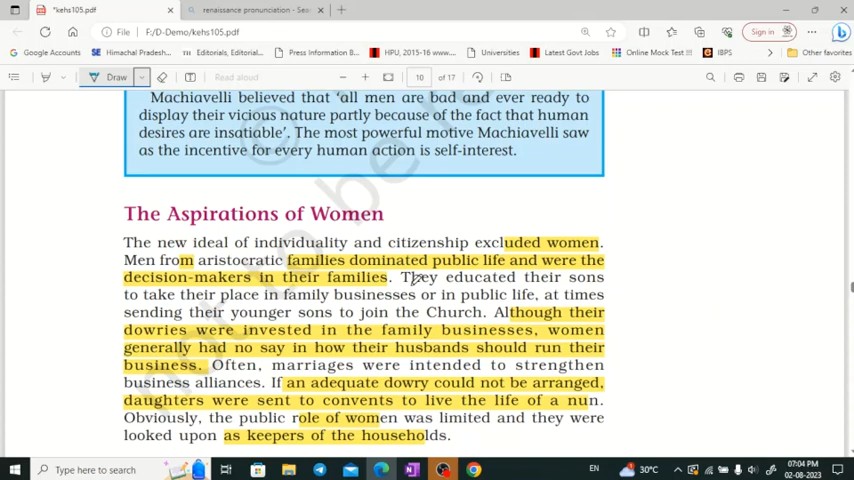 *kehs105.pdf
renaissance pronunciation - Sea
File
F:/D-Demo/kehs105.pdf
Sign in
Google Accounts
Himachal Pradesh
Editorials, Editorial...
Press Information B...
HPU, 2015-16 www....
Universities
Latest Govt Jobs
Online Mock Test
IBPS
Other favorites
Draw
Read aloud
10 of 17
Machiavelli believed that 'all men are bad and ever ready to
display their vicious nature partly because of the fact that human
desires are insatiable'. The most powerful motive Machiavelli saw
as the incentive for every human action is self-interest.
The Aspirations of Women
The new ideal of individuality and citizenship excluded women.
Men from aristocratic families dominated public life and were the
decision-makers in their families. They educated their sons
to take their place in family businesses or in public life, at times
sending their younger sons to join the Church. Although their
dowries were invested in the family businesses, women
generally had no say in how their husbands should run their
business. Often, marriages were intended to strengthen
business alliances. If an adequate dowry could not be arranged,
daughters were sent to convents to live the life of a nun.
Obviously, the public role of women was limited and they were
looked upon as keepers of the households.
Type here to search
EN
30°C
07:04 PM
02-08-2023